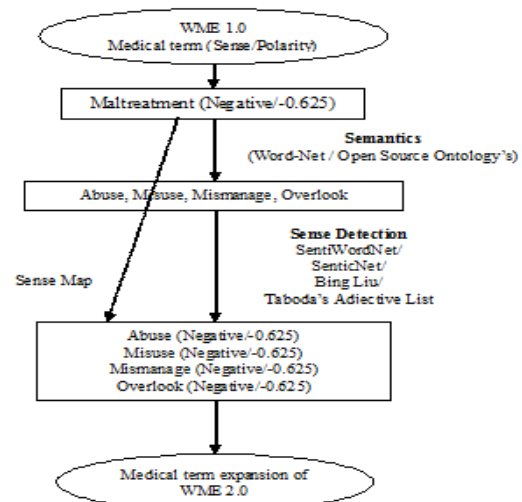 WME 1.0
Medical term (Sense/Polarity)
Maltreatment (Negative/-0.625)
Semantics
(Word-Net / Open Source Ontology's)
Abuse, Misuse, Mismanage, Overlook
Sense Detection
SentiWordNet/
SenticNet/
Bing Liu/
Taboda's Adjective List
Sense Map
Abuse (Negative/-0.625)
Misuse (Negative/-0.625)
Mismanage (Negative/-0.625)
Overlook (Negative/-0.625)
Medical term expansion of
WME 2.0